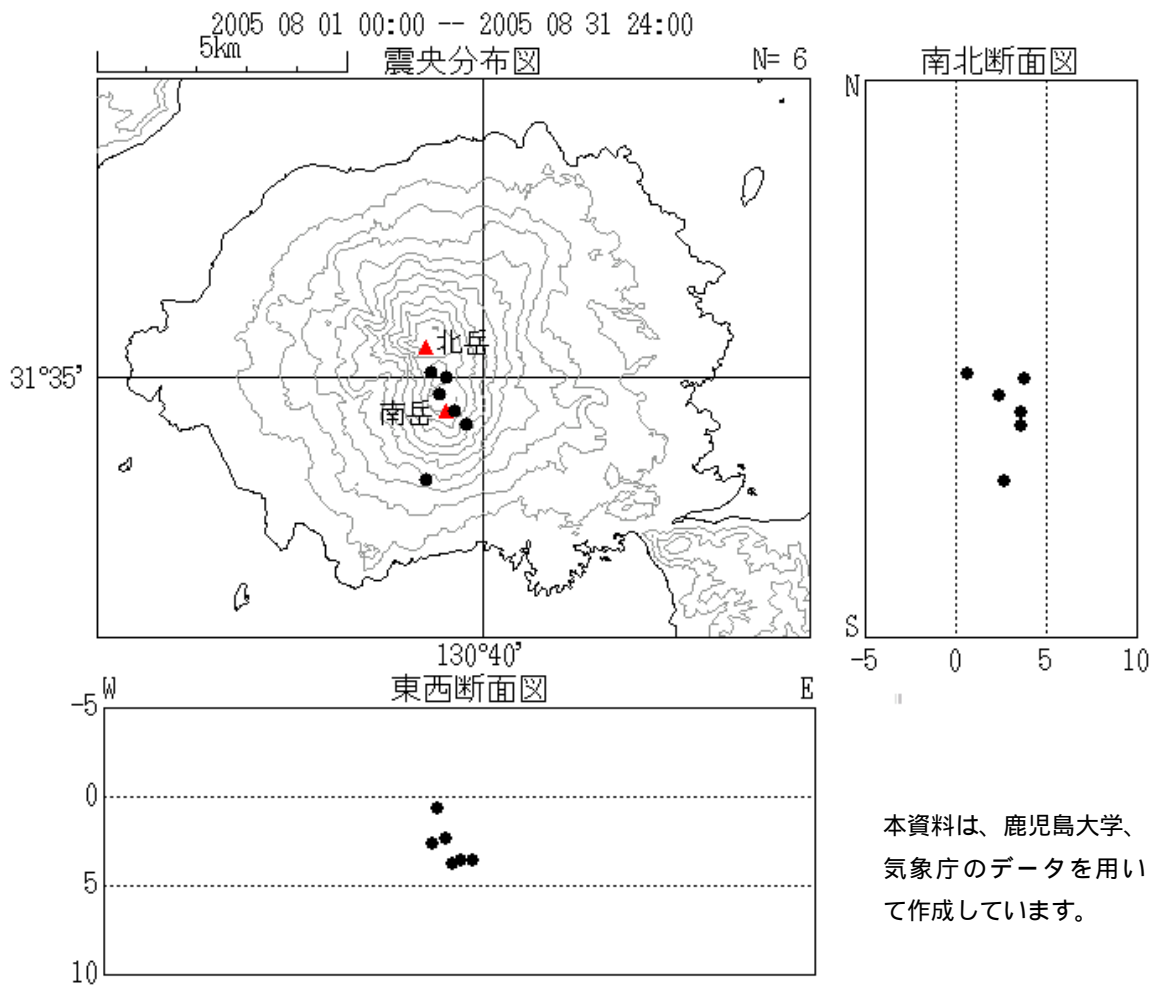 2005 08 01 00:00 -- 2005 08 31 24:00
5km
震央分布図
N= 6
南北断面図
N
北岳
31°35'
南岳
S
-5 0 5 10
130°40'
W
東西断面図
E
-5
0
5
10
本資料は、鹿児島大学、
気象庁のデータを用い
て作成しています。